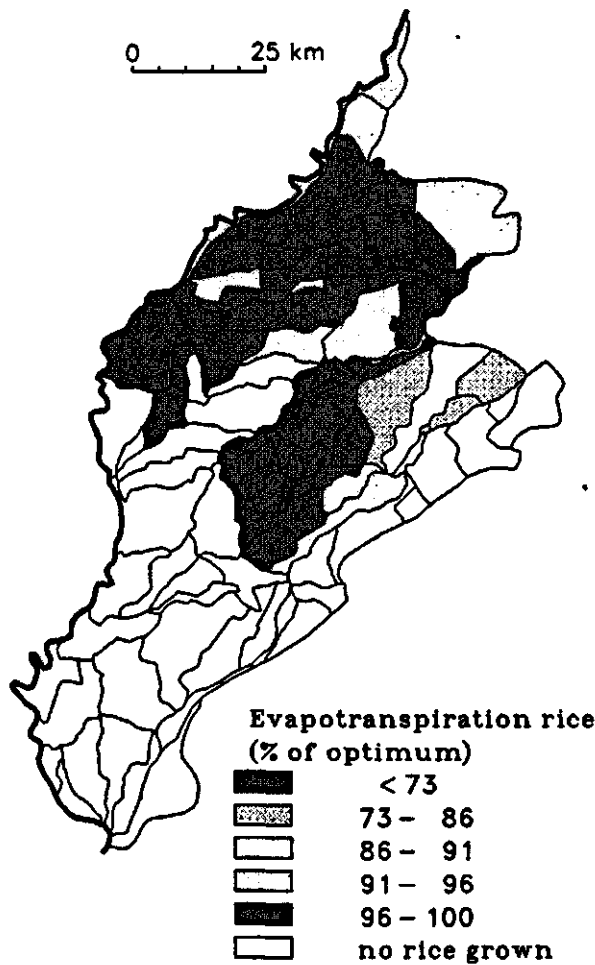 0 25 km
Evapotranspiration rice
(% of optimum)
<73
73 - 86
86 - 91
91 - 96
96 - 100
no rice grown